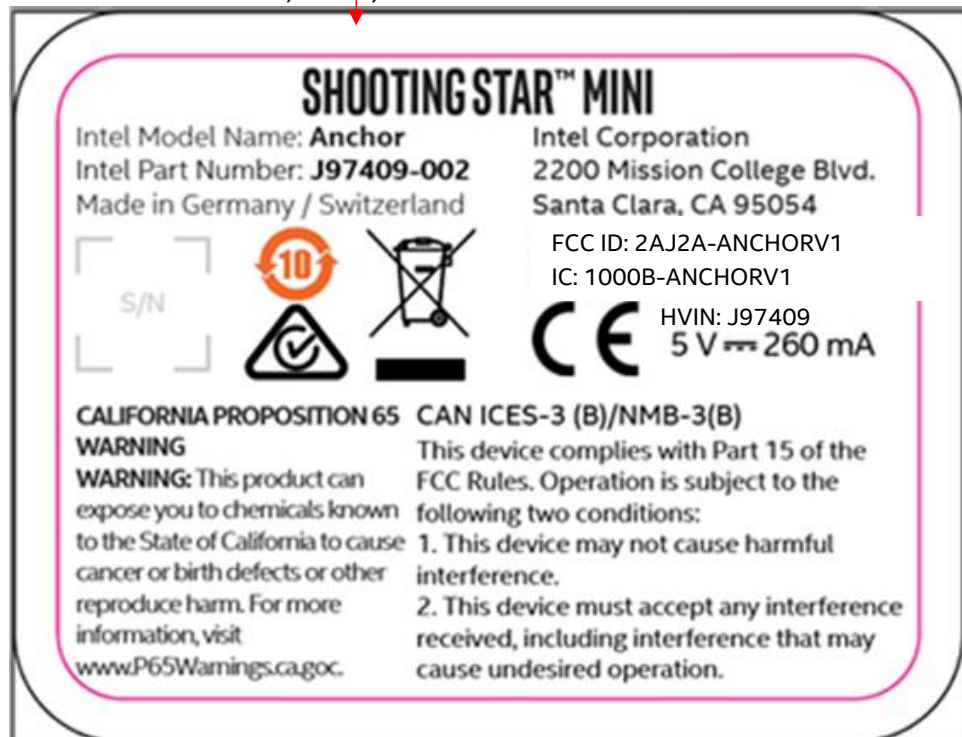 SHOOTING STAR™ MINI
Intel Model Name: Anchor
Intel Part Number: J97409-002
Made in Germany / Switzerland
Intel Corporation
2200 Mission College Blvd.
Santa Clara, CA 95054
FCC ID: 2AJ2A-ANCHORV1
IC: 1000B-ANCHORV1
HVIN: J97409
5 V ⎓ 260 mA
S/N
10
CE
CALIFORNIA PROPOSITION 65
WARNING
WARNING: This product can
expose you to chemicals known
to the State of California to cause
cancer or birth defects or other
reproduce harm. For more
information, visit
www.P65Warnings.ca.goc.
CAN ICES-3 (B)/NMB-3(B)
This device complies with Part 15 of the
FCC Rules. Operation is subject to the
following two conditions:
1. This device may not cause harmful
interference.
2. This device must accept any interference
received, including interference that may
cause undesired operation.